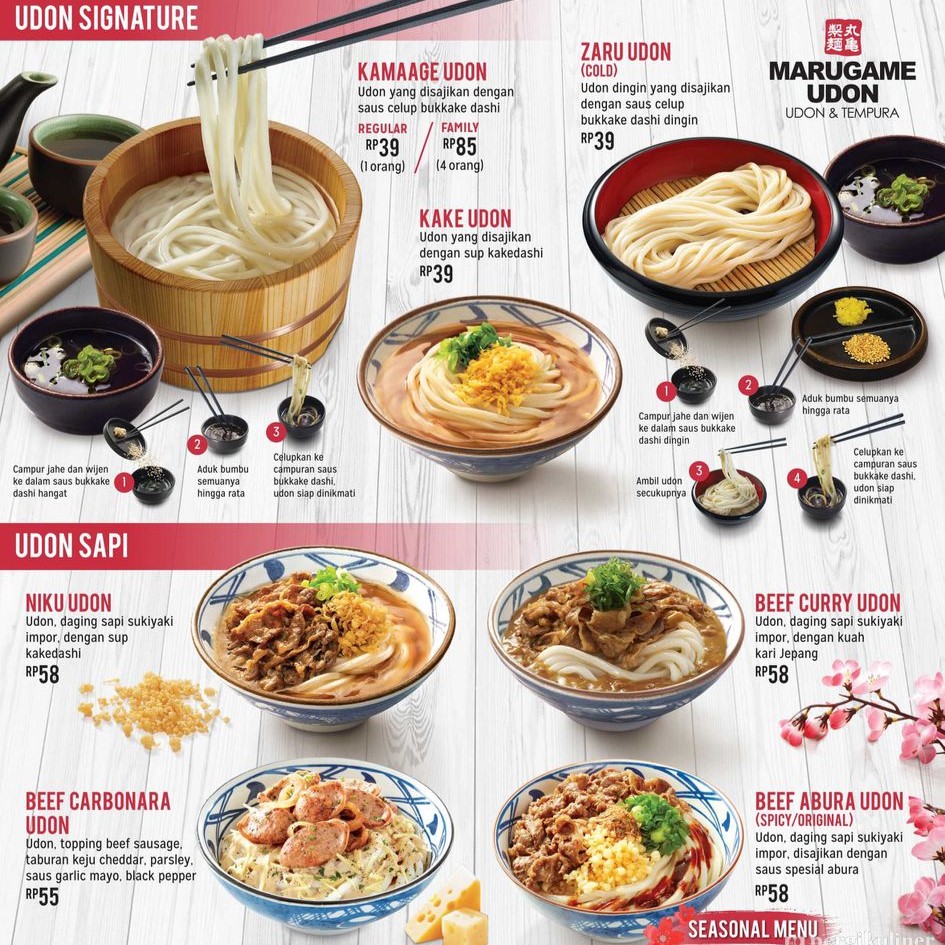 UDON SIGNATURE
KAMAAGE UDON
Udon yang disajikan dengan
saus celup bukkake dashi
REGULAR / FAMILY
RP39 RP85
(1 orang) (4 orang)
ZARU UDON
(COLD)
Udon dingin yang disajikan
dengan saus celup
bukkake dashi dingin
RP39
丸亀
製麺
MARUGAME
UDON
UDON & TEMPURA
KAKE UDON
Udon yang disajikan
dengan sup kakedashi
RP39
1
Campur jahe dan wijen
ke dalam saus bukkake
dashi hangat
2
Aduk bumbu
semuanya
hingga rata
3
Celupkan ke
campuran saus
bukkake dashi,
udon siap dinikmati
1
Campur jahe dan wijen
ke dalam saus bukkake
dashi dingin
2
Aduk bumbu semuanya
hingga rata
3
Ambil udon
secukupnya
4
Celupkan ke
campuran saus
bukkake dashi,
udon siap
dinikmati
UDON SAPI
NIKU UDON
Udon, daging sapi sukiyaki
impor, dengan sup
kakedashi
RP58
BEEF CURRY UDON
Udon, daging sapi sukiyaki
impor, dengan kuah
kari Jepang
RP58
BEEF CARBONARA
UDON
Udon, topping beef sausage,
taburan keju cheddar, parsley,
saus garlic mayo, black pepper
RP55
BEEF ABURA UDON
(SPICY/ORIGINAL)
Udon, daging sapi sukiyaki
impor, disajikan dengan
saus spesial abura
RP58
SEASONAL MENU